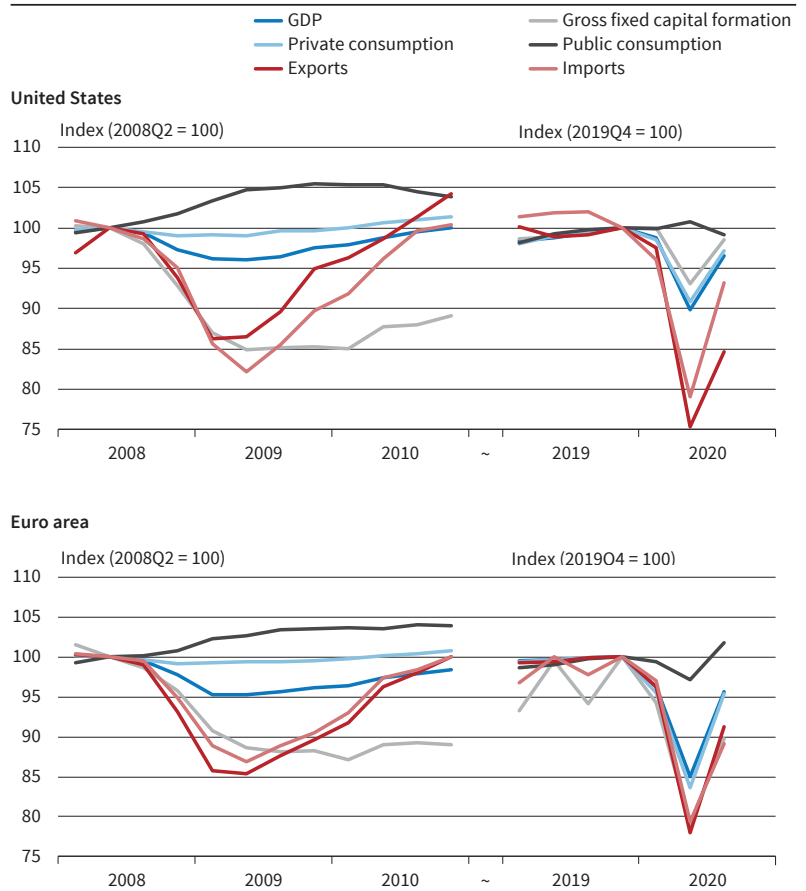 GDP
Gross fixed capital formation
Private consumption
Public consumption
Exports
Imports
United States
Index (2008Q2 = 100)
Index (2019Q4 = 100)
110
105
100
95
90
85
80
75
2008
2009
2010
~
2019
2020
Euro area
Index (2008Q2 = 100)
Index (2019Q4 = 100)
110
105
100
95
90
85
80
75
2008
2009
2010
~
2019
2020